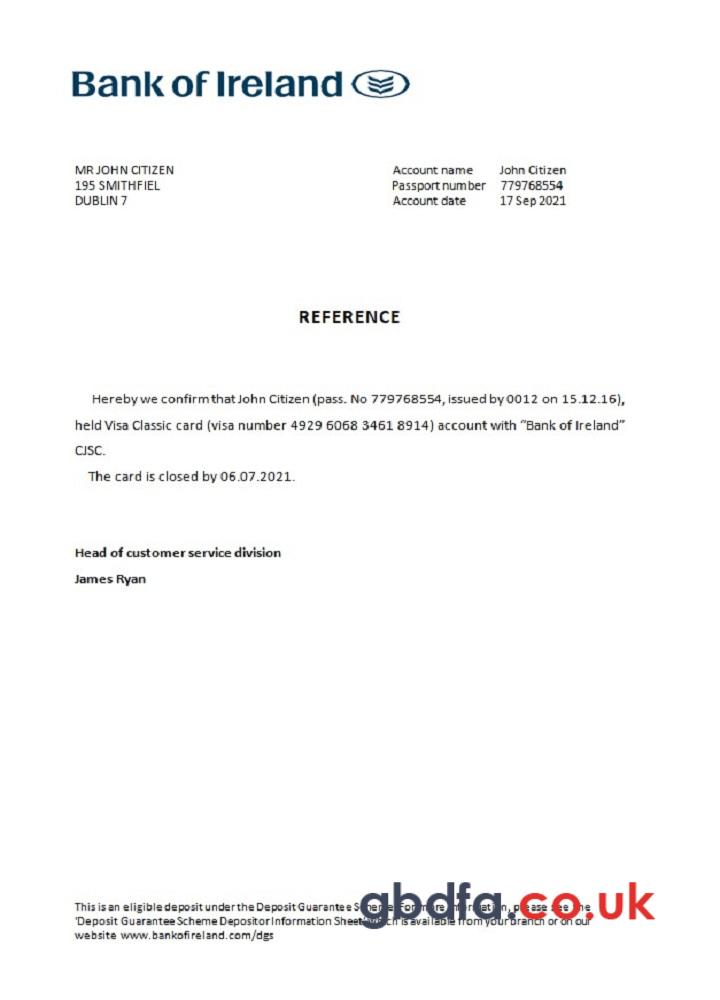 Bank of Ireland
MR JOHN CITIZEN
195 SMITHFIEL
DUBLIN 7
Account name John Citizen
Passport number 779768554
Account date 17 Sep 2021
REFERENCE
Hereby we confirm that John Citizen (pass. No 779768554, issued by 0012 on 15.12.16),
held Visa Classic card (visa number 4929 6068 3461 8914) account with “Bank of Ireland”
CJSC.
The card is closed by 06.07.2021.
Head of customer service division
James Ryan
This is an eligible deposit under the Deposit Guarantee Scheme. For more information, please see the
'Deposit Guarantee Scheme Depositor Information Sheet' which is available from your branch or on our
website www.bankofireland.com/dgs
gbdfa.co.uk